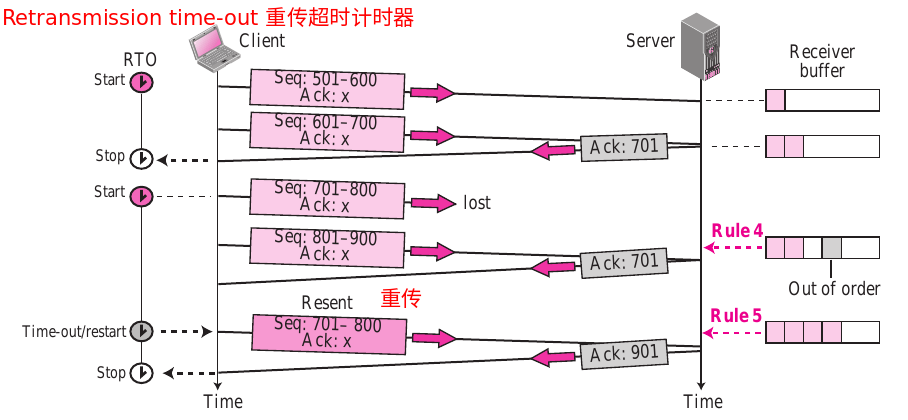 Retransmission time-out 重传超时计时器
Client
Server
RTO
Receiver
buffer
Start
Seq: 501–600
Ack: x
Seq: 601–700
Ack: x
Ack: 701
Stop
Start
Seq: 701–800
Ack: x
lost
Rule 4
Seq: 801–900
Ack: x
Ack: 701
Out of order
Resent 重传
Rule 5
Time-out/restart
Seq: 701– 800
Ack: x
Ack: 901
Stop
Time
Time